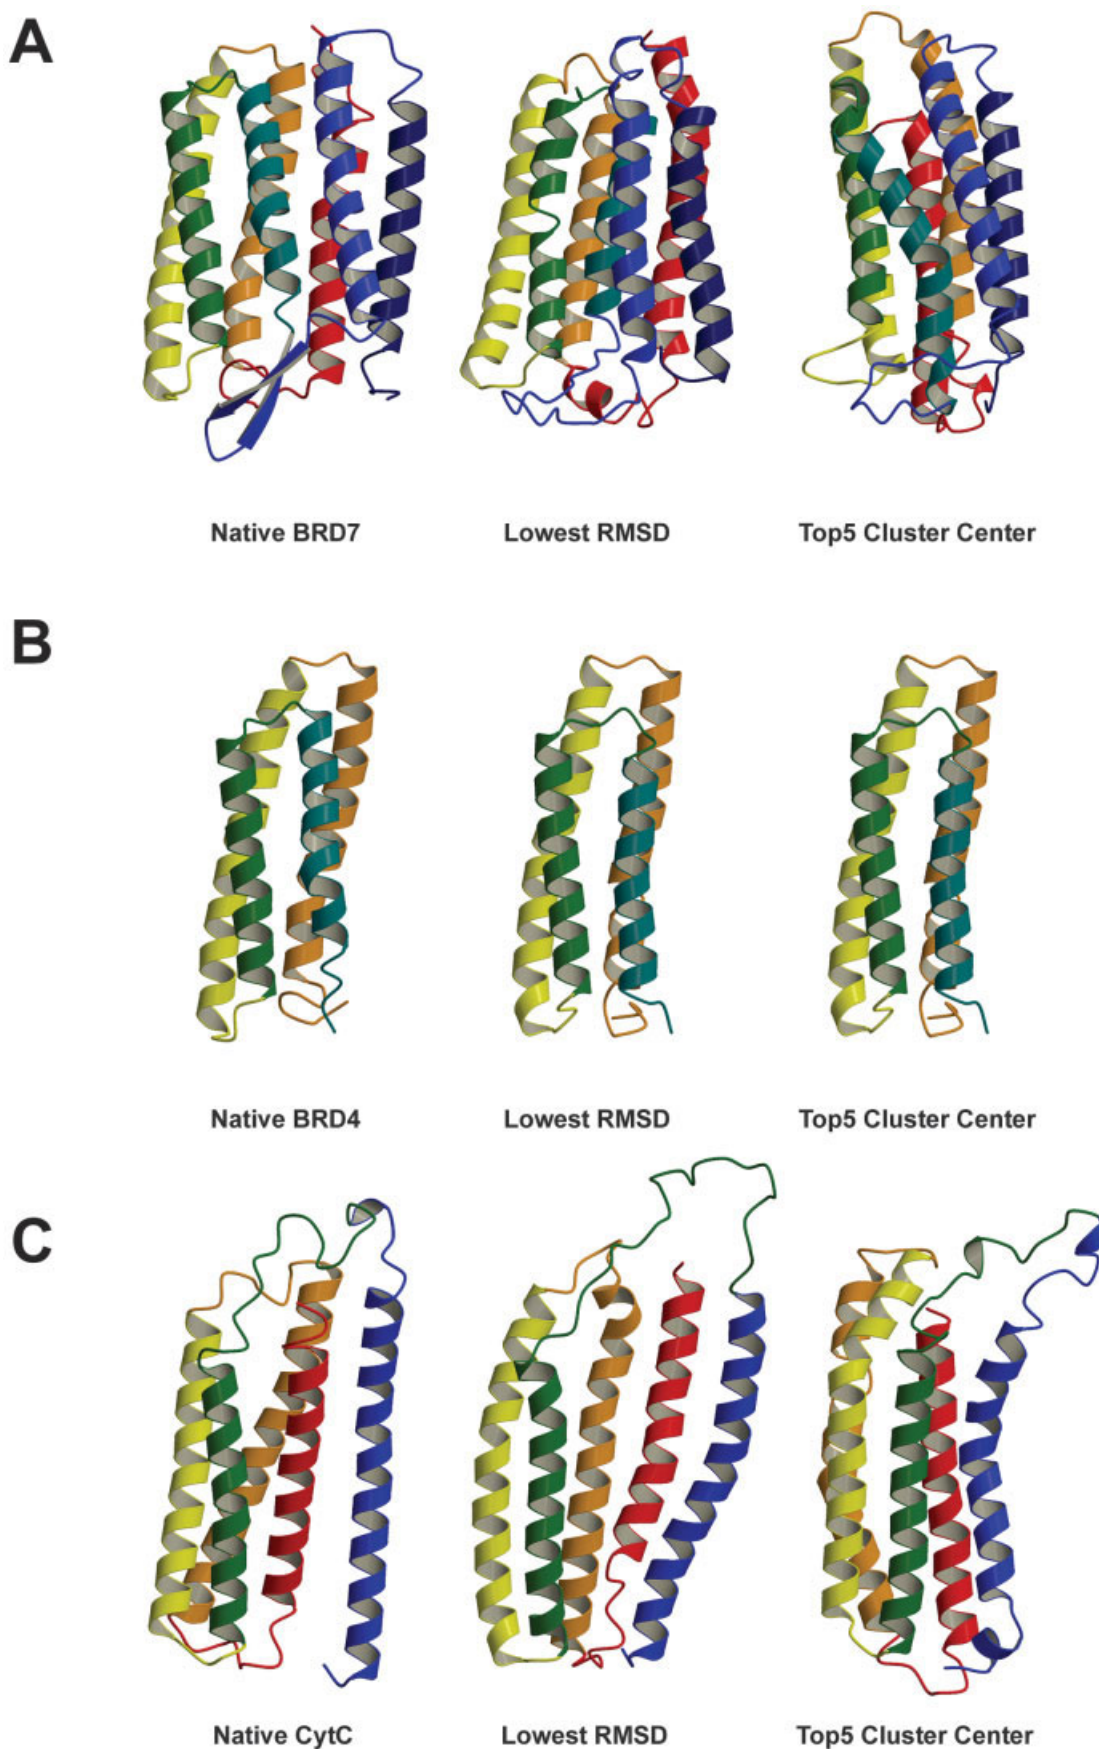 A
Native BRD7 Lowest RMSD Top5 Cluster Center
B
Native BRD4 Lowest RMSD Top5 Cluster Center
C
Native CytC Lowest RMSD Top5 Cluster Center